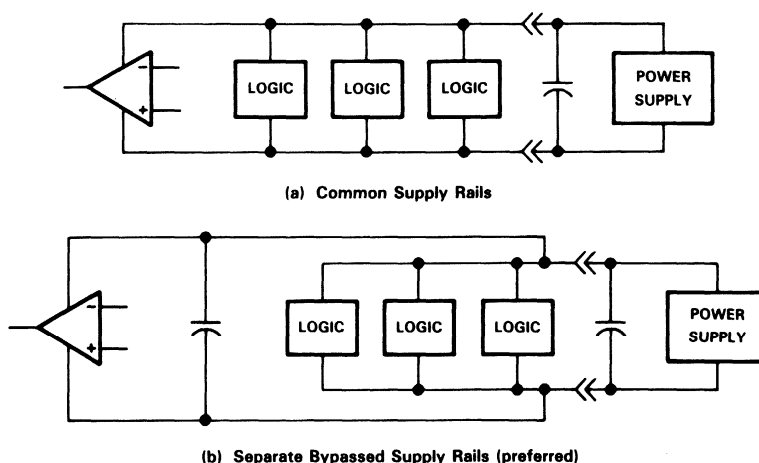 −
+
LOGIC
LOGIC
LOGIC
POWER
SUPPLY
(a) Common Supply Rails
−
+
LOGIC
LOGIC
LOGIC
POWER
SUPPLY
(b) Separate Bypassed Supply Rails (preferred)